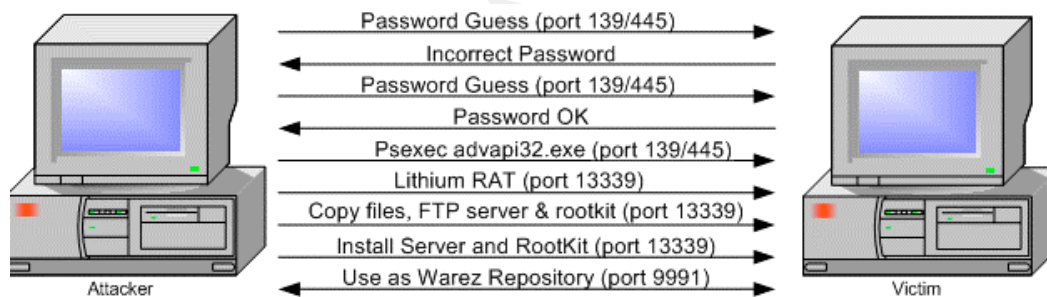 Password Guess (port 139/445)
Incorrect Password
Password Guess (port 139/445)
Password OK
Psexec advapi32.exe (port 139/445)
Lithium RAT (port 13339)
Copy files, FTP server & rootkit (port 13339)
Install Server and RootKit (port 13339)
Use as Warez Repository (port 9991)
Attacker
Victim